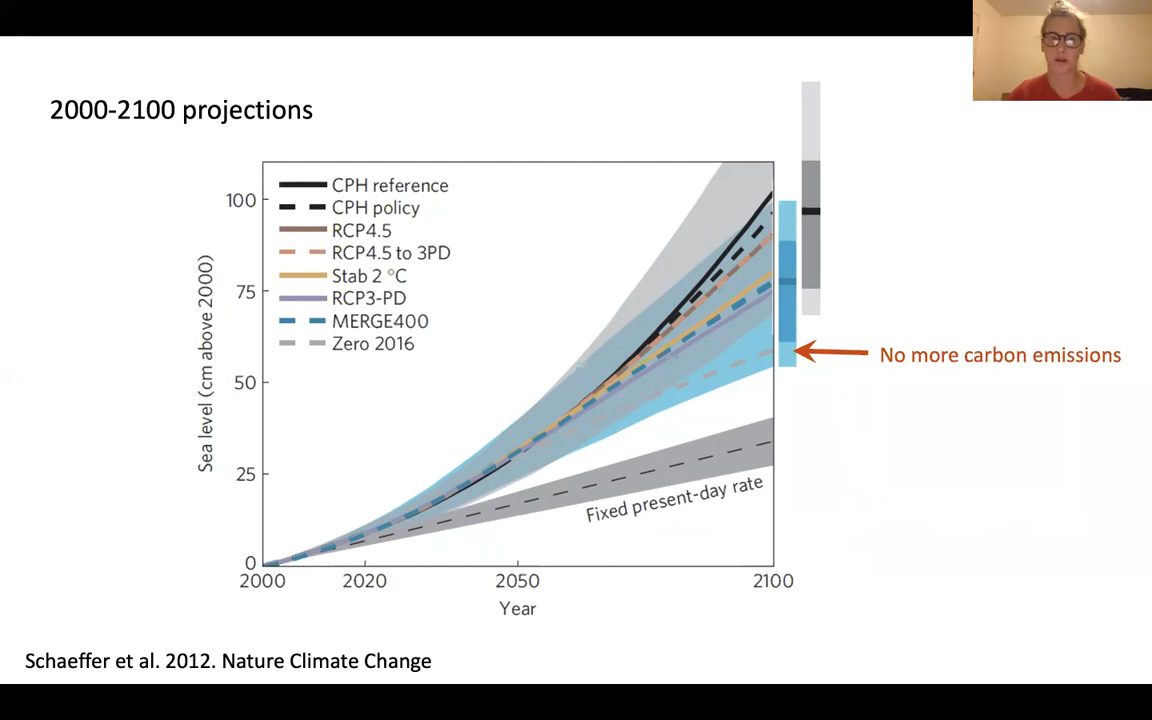 2000-2100 projections
CPH reference
CPH policy
RCP4.5
RCP4.5 to 3PD
Stab 2 °C
RCP3-PD
MERGE400
Zero 2016
100
75
50
25
0
Sea level (cm above 2000)
No more carbon emissions
Fixed present-day rate
2000 2020 2050 2100
Year
Schaeffer et al. 2012. Nature Climate Change